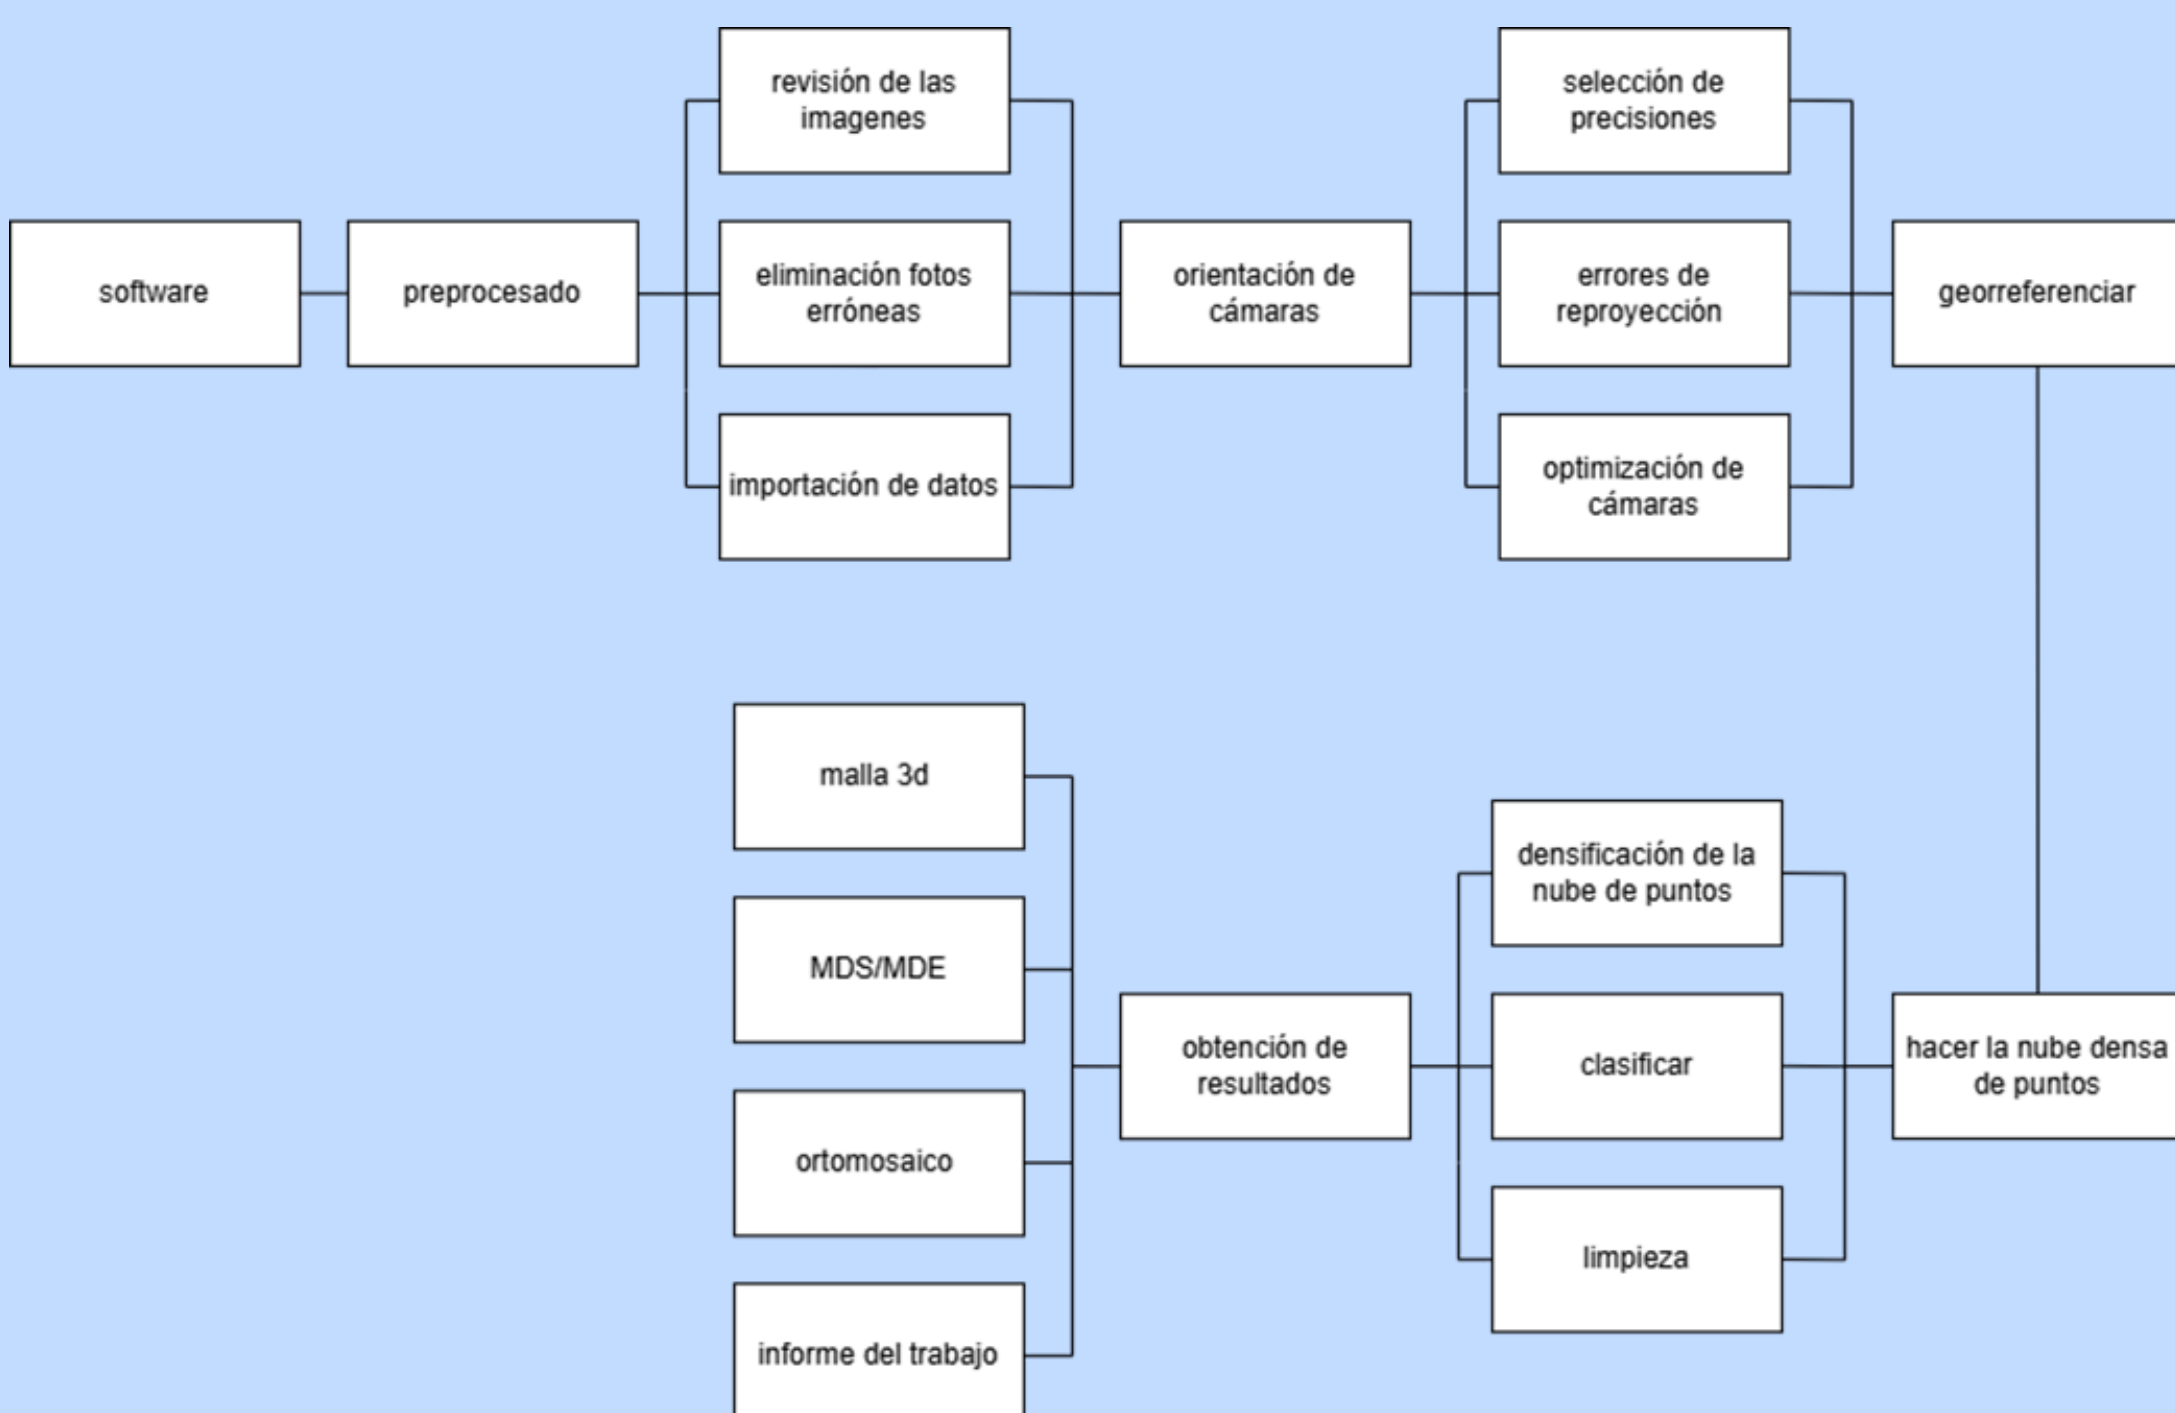 software
preprocesado
revisión de las
imagenes
eliminación fotos
erróneas
importación de datos
orientación de
cámaras
selección de
precisiones
errores de
reproyección
optimización de
cámaras
georreferenciar
hacer la nube densa
de puntos
densificación de la
nube de puntos
clasificar
limpieza
obtención de
resultados
malla 3d
MDS/MDE
ortomosaico
informe del trabajo